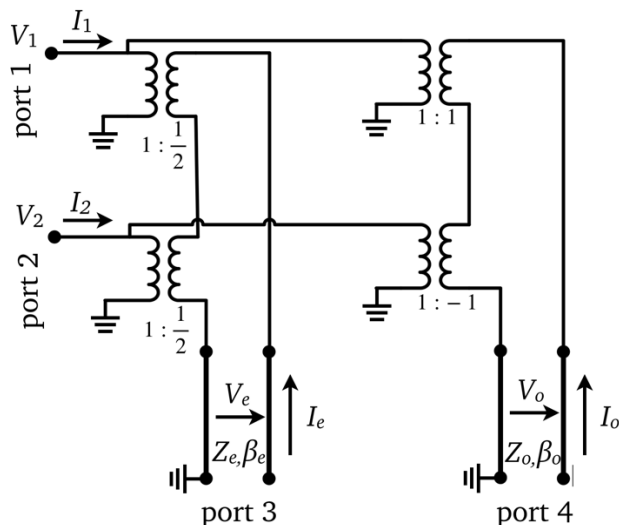 V₁ I₁
port 1
1 : 1/2
1 : 1
V₂ I₂
port 2
1 : 1/2
1 : - 1
Vₑ Iₑ
Zₑ,βₑ
Vₒ Iₒ
Zₒ,βₒ
port 3 port 4